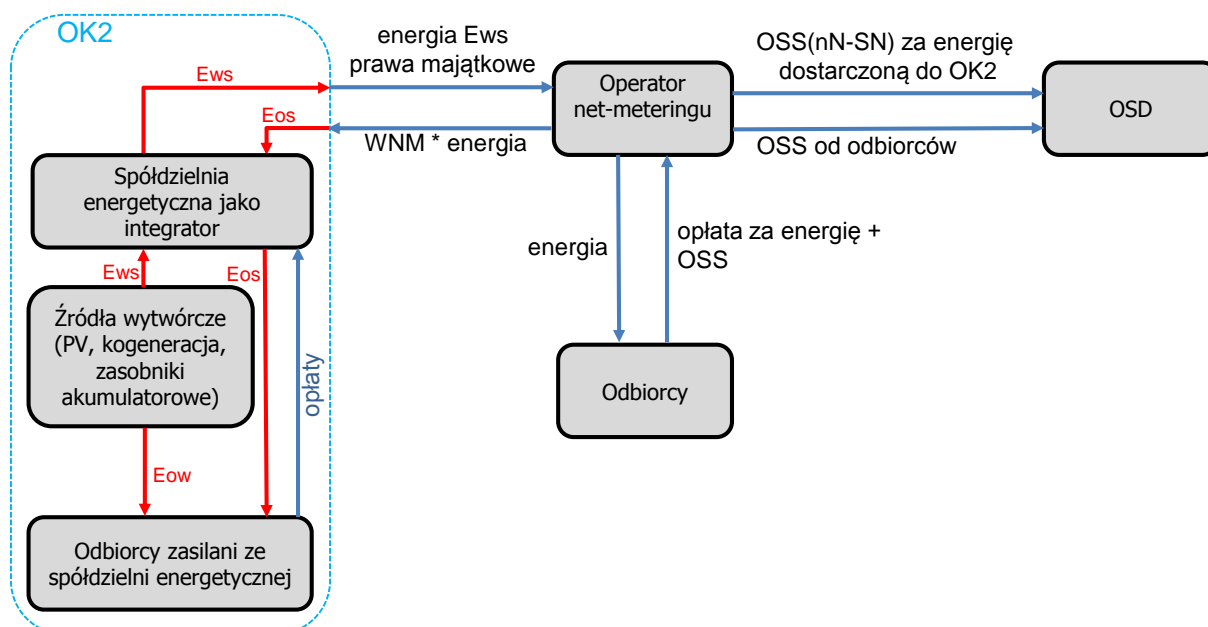 OK2
Ews
energia Ews
prawa majątkowe
Eos
WNM * energia
Operator
net-meteringu
OSS(nN-SN) za energię
dostarczoną do OK2
OSS od odbiorców
OSD
Spółdzielnia
energetyczna jako
integrator
Ews
Eos
energia
opłata za energię +
OSS
Źródła wytwórcze
(PV, kogeneracja,
zasobniki
akumulatorowe)
opłaty
Odbiorcy
Eow
Odbiorcy zasilani ze
spółdzielni energetycznej